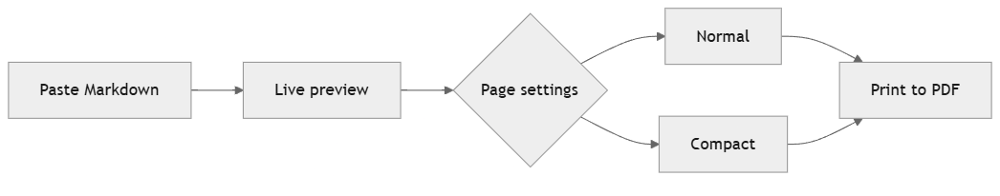 Paste Markdown
Live preview
Page settings
Normal
Compact
Print to PDF